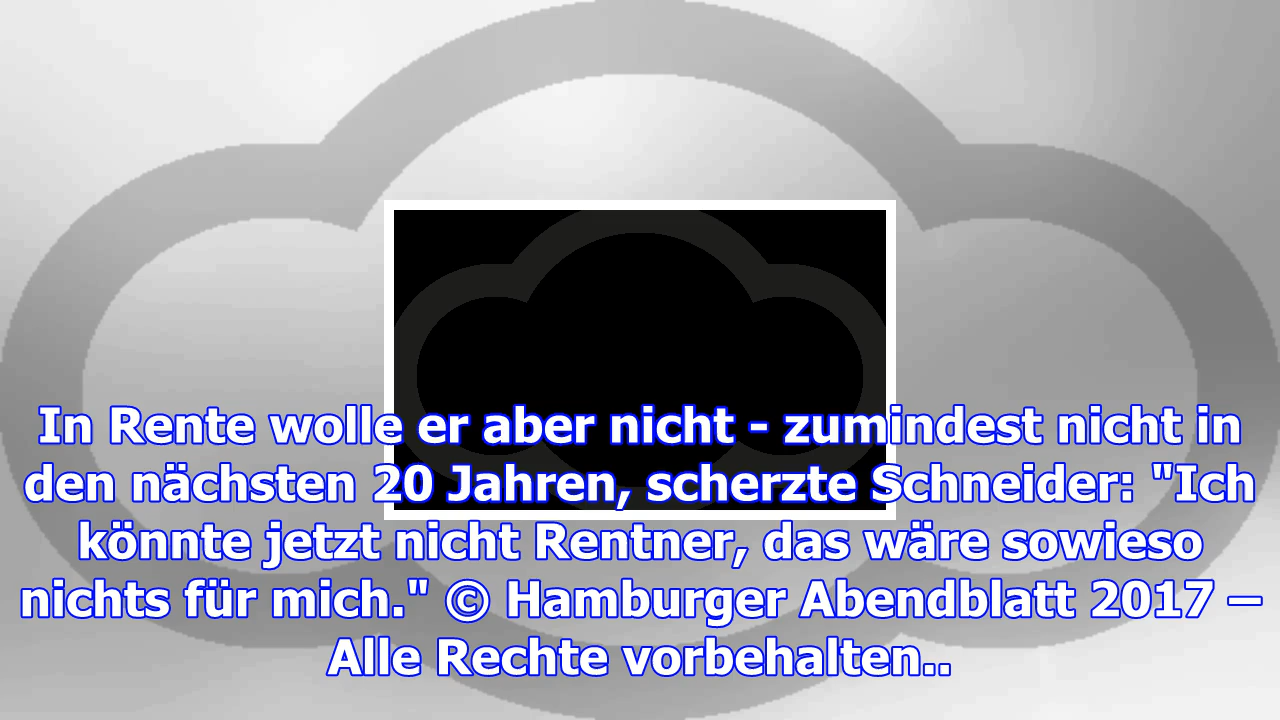 In Rente wolle er aber nicht - zumindest nicht in
den nächsten 20 Jahren, scherzte Schneider: "Ich
könnte jetzt nicht Rentner, das wäre sowieso
nichts für mich." © Hamburger Abendblatt 2017 –
Alle Rechte vorbehalten..